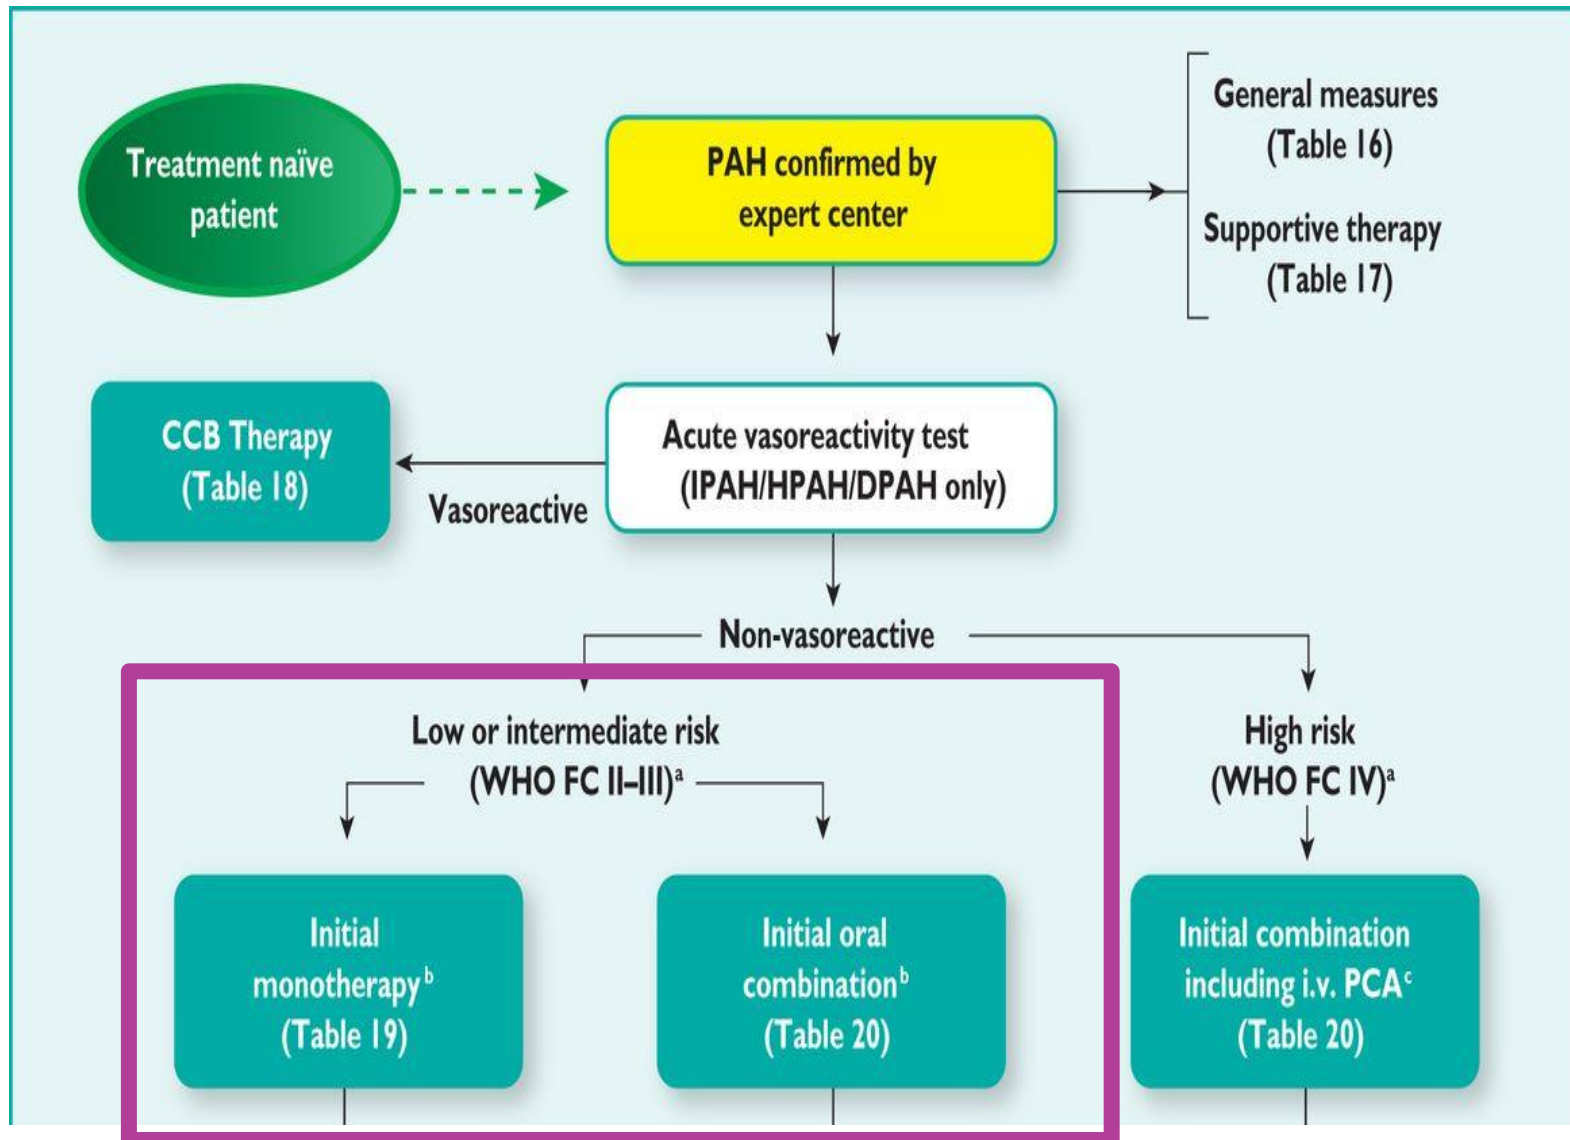 Treatment naïve
patient
PAH confirmed by
expert center
General measures
(Table 16)
Supportive therapy
(Table 17)
CCB Therapy
(Table 18)
Vasoreactive
Acute vasoreactivity test
(IPAH/HPAH/DPAH only)
Non-vasoreactive
Low or intermediate risk
(WHO FC II–III)ᵃ
High risk
(WHO FC IV)ᵃ
Initial
monotherapyᵇ
(Table 19)
Initial oral
combinationᵇ
(Table 20)
Initial combination
including i.v. PCAᶜ
(Table 20)